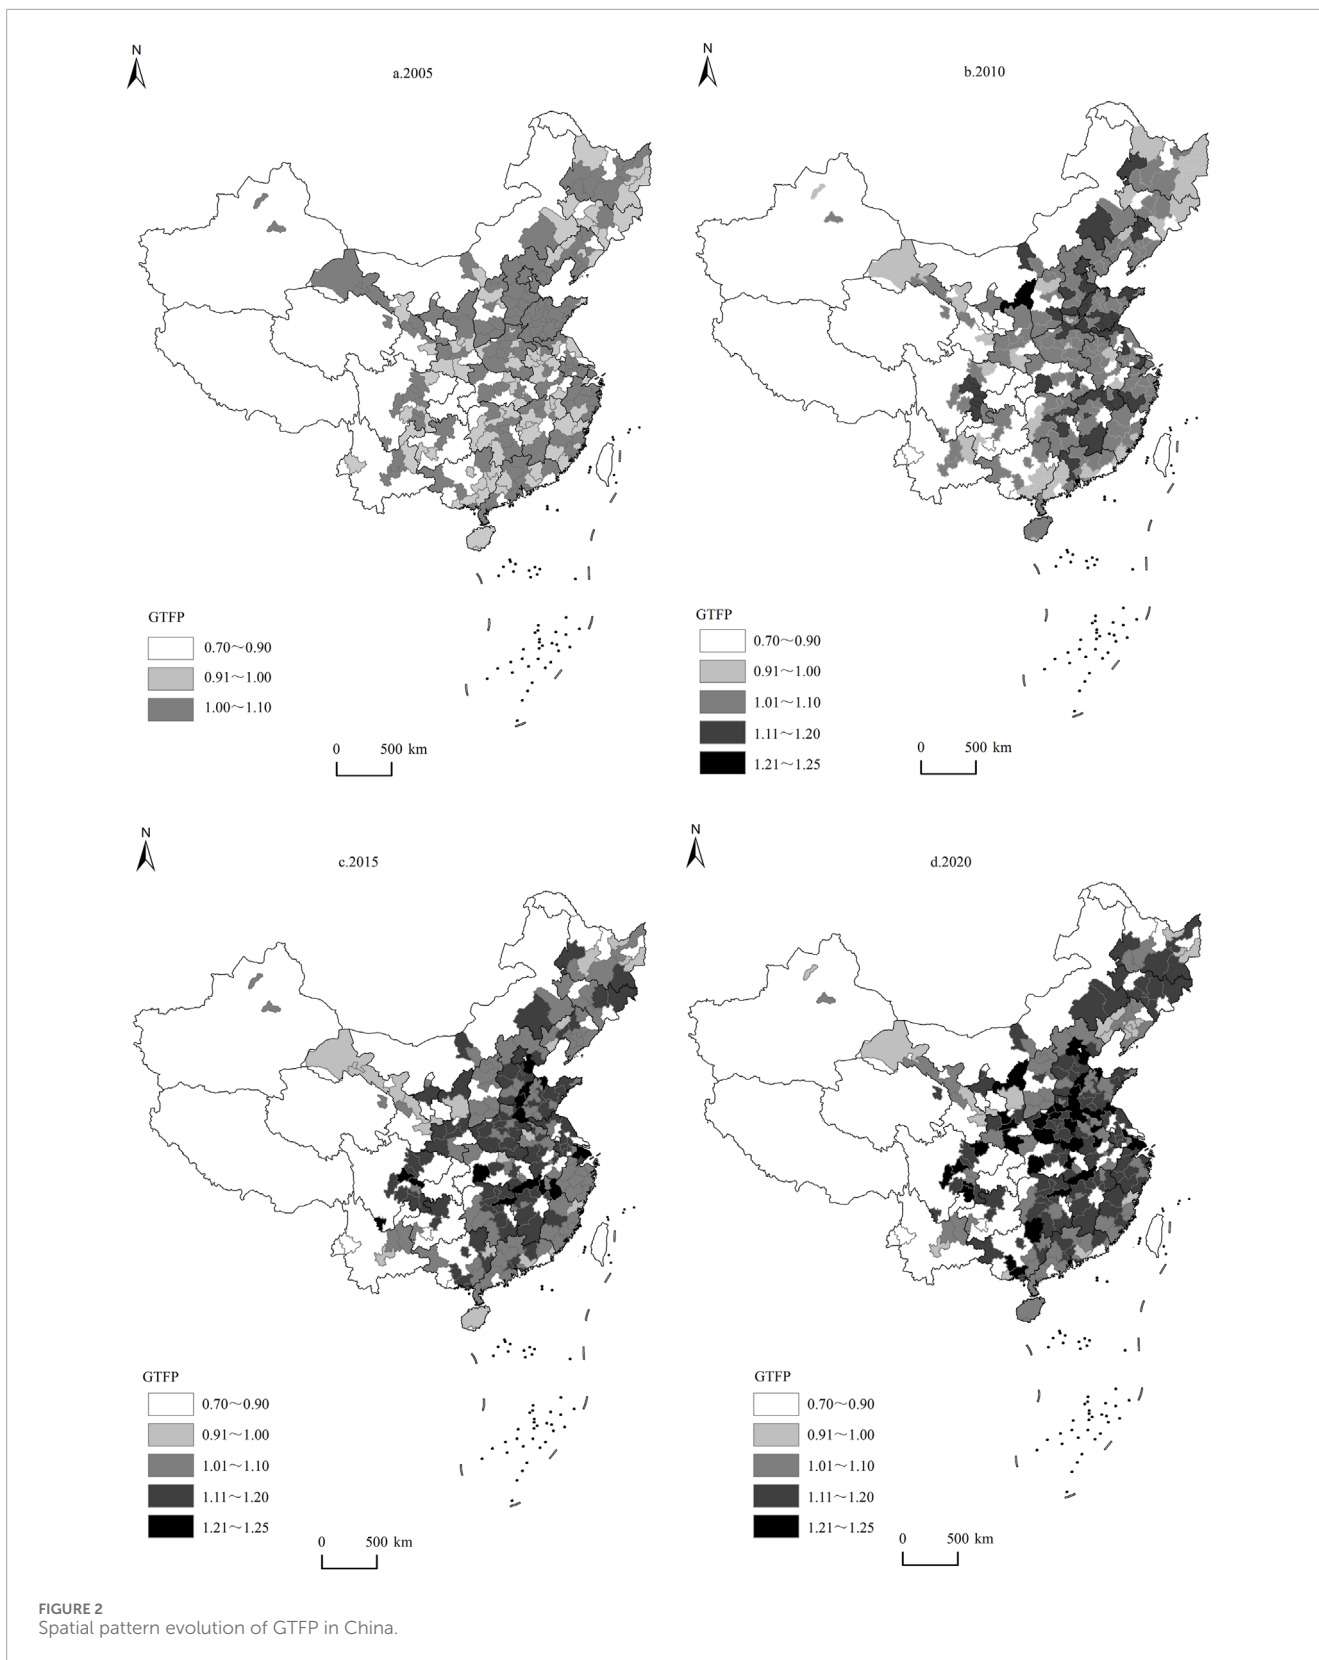 N
a.2005
GTFP
0.70～0.90
0.91～1.00
1.00～1.10
0 500 km
N
b.2010
GTFP
0.70～0.90
0.91～1.00
1.01～1.10
1.11～1.20
1.21～1.25
0 500 km
N
c.2015
GTFP
0.70～0.90
0.91～1.00
1.01～1.10
1.11～1.20
1.21～1.25
0 500 km
N
d.2020
GTFP
0.70～0.90
0.91～1.00
1.01～1.10
1.11～1.20
1.21～1.25
0 500 km
FIGURE 2
Spatial pattern evolution of GTFP in China.